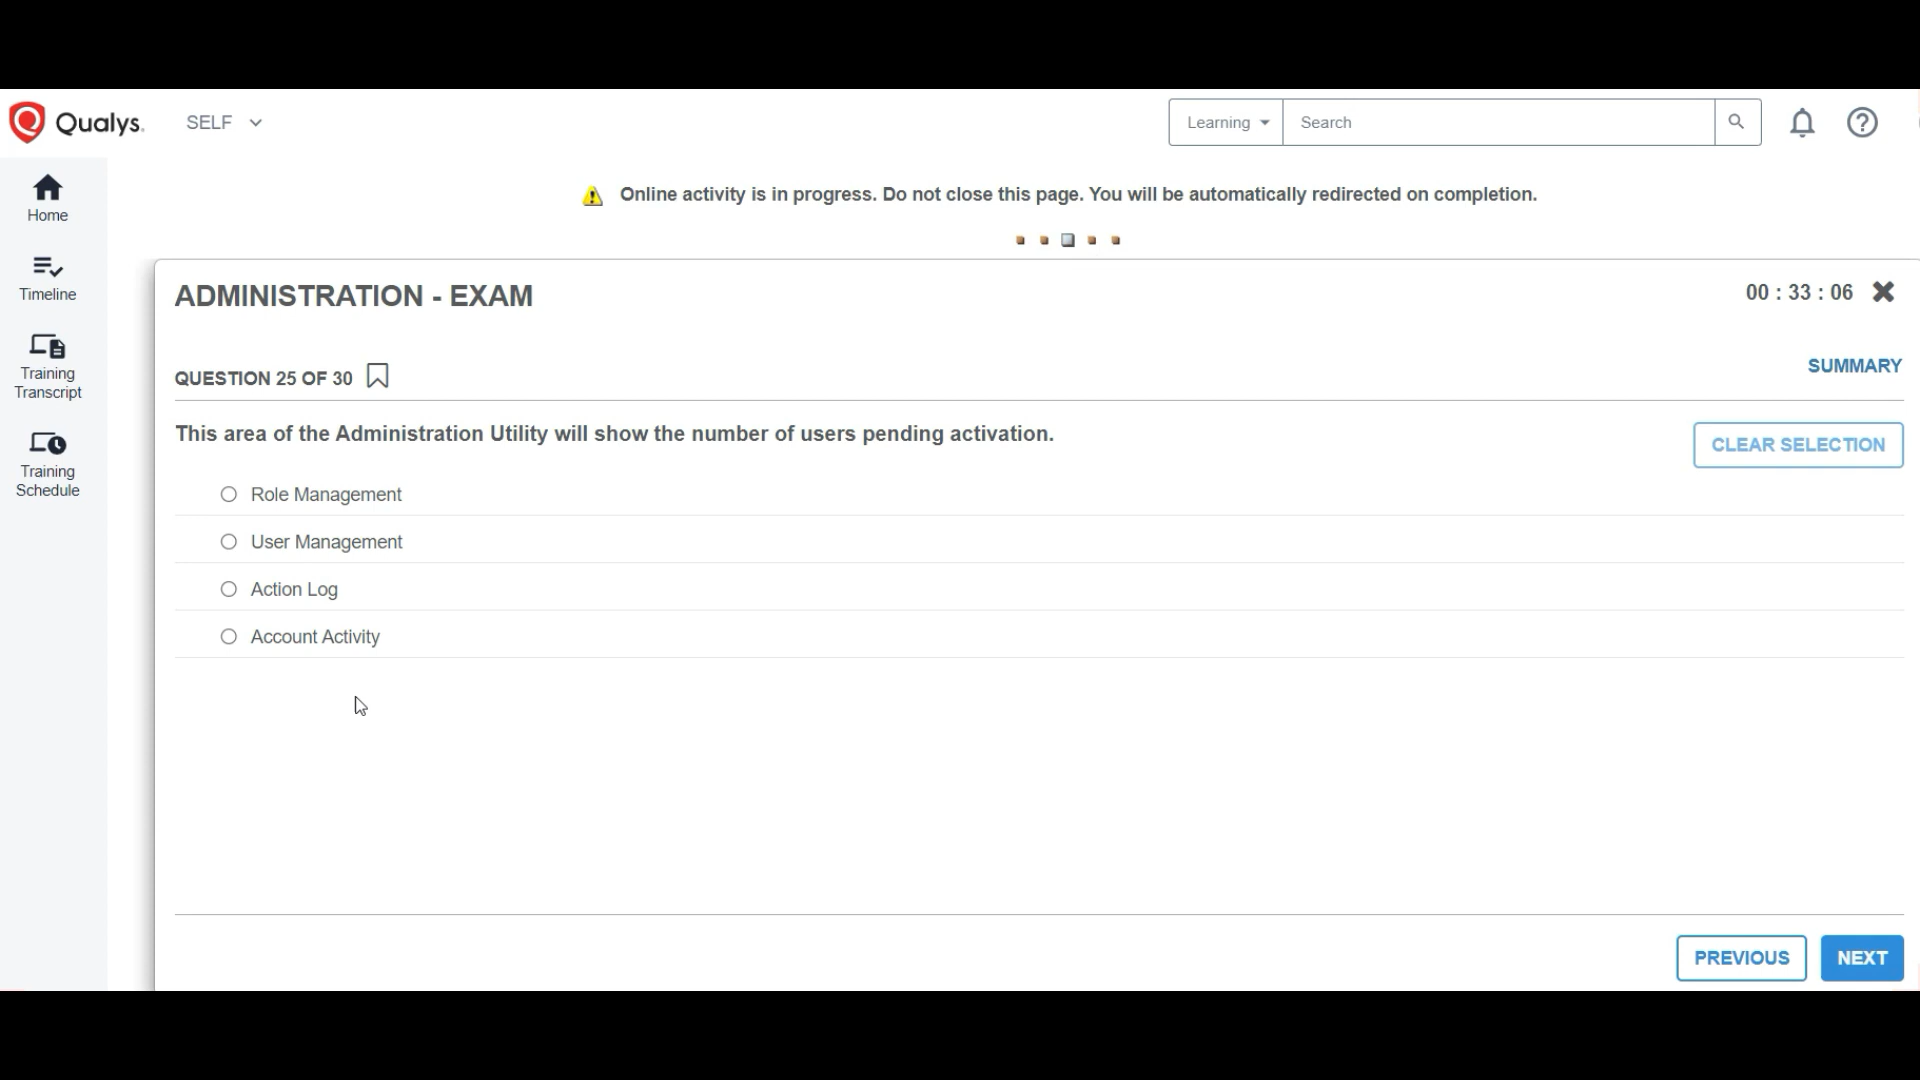 Qualys.
SELF
Learning
Search
Home
Timeline
Training
Transcript
Training
Schedule
Online activity is in progress. Do not close this page. You will be automatically redirected on completion.
ADMINISTRATION - EXAM
00 : 33 : 06
QUESTION 25 OF 30
SUMMARY
This area of the Administration Utility will show the number of users pending activation.
CLEAR SELECTION
Role Management
User Management
Action Log
Account Activity
PREVIOUS
NEXT